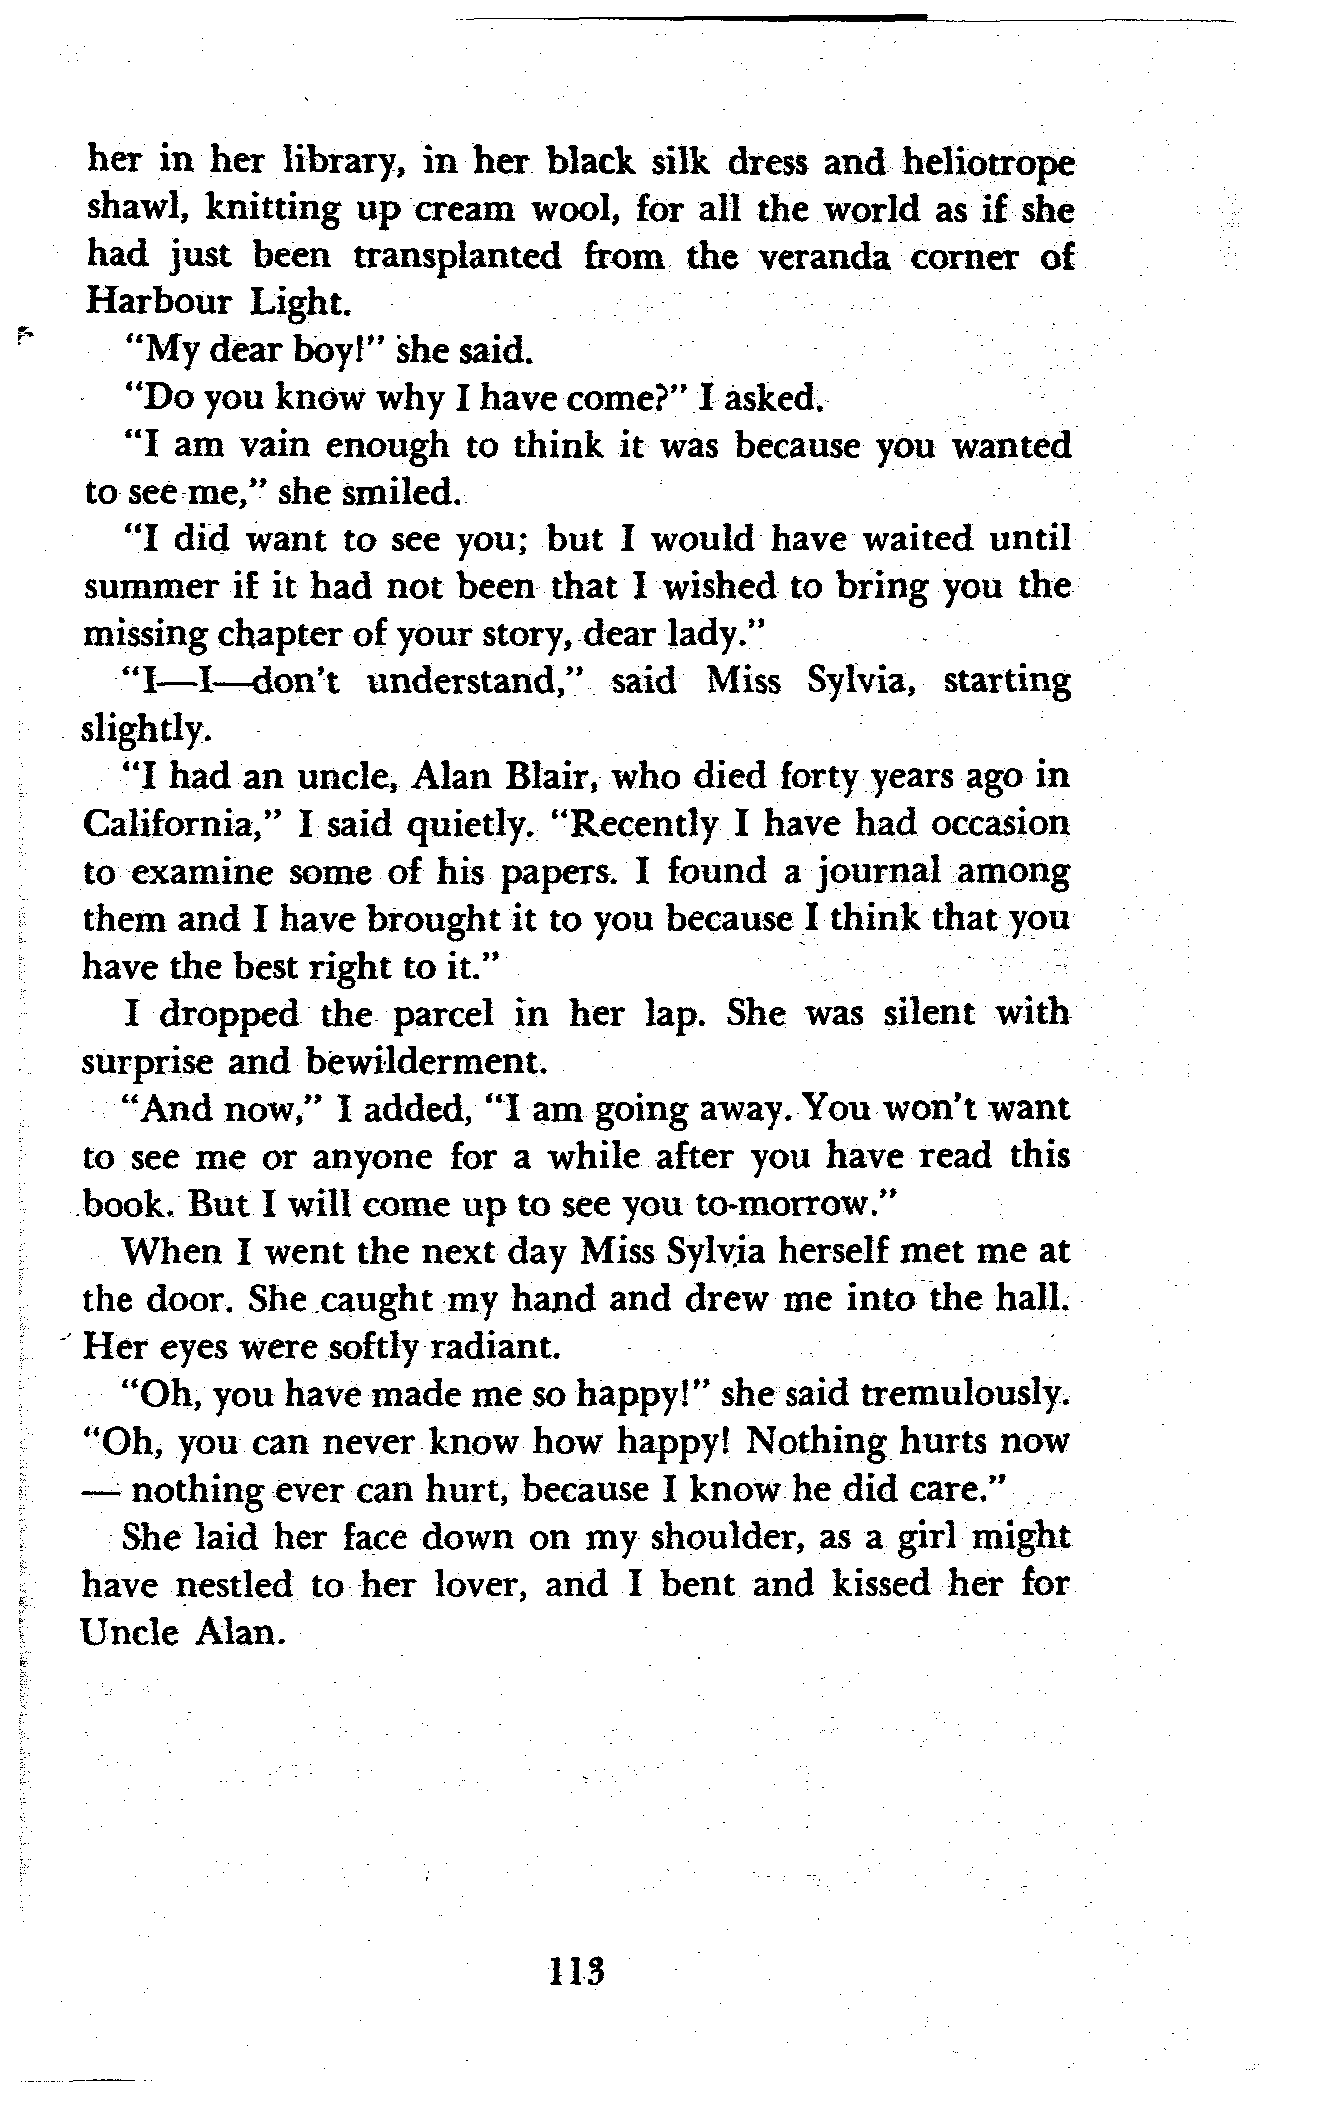 her in her library, in her black silk dress and heliotrope
shawl, knitting up cream wool, for all the world as if she
had just been transplanted from the veranda corner of
Harbour Light.
“My dear boy!” she said.
“Do you know why I have come?” I asked.
“I am vain enough to think it was because you wanted
to see me,” she smiled.
“I did want to see you; but I would have waited until
summer if it had not been that I wished to bring you the
missing chapter of your story, dear lady.”
“I—I—don’t understand,” said Miss Sylvia, starting
slightly.
“I had an uncle, Alan Blair, who died forty years ago in
California,” I said quietly. “Recently I have had occasion
to examine some of his papers. I found a journal among
them and I have brought it to you because I think that you
have the best right to it.”
I dropped the parcel in her lap. She was silent with
surprise and bewilderment.
“And now,” I added, “I am going away. You won’t want
to see me or anyone for a while after you have read this
book. But I will come up to see you to-morrow.”
When I went the next day Miss Sylvia herself met me at
the door. She caught my hand and drew me into the hall.
Her eyes were softly radiant.
“Oh, you have made me so happy!” she said tremulously.
“Oh, you can never know how happy! Nothing hurts now
— nothing ever can hurt, because I know he did care.”
She laid her face down on my shoulder, as a girl might
have nestled to her lover, and I bent and kissed her for
Uncle Alan.
113